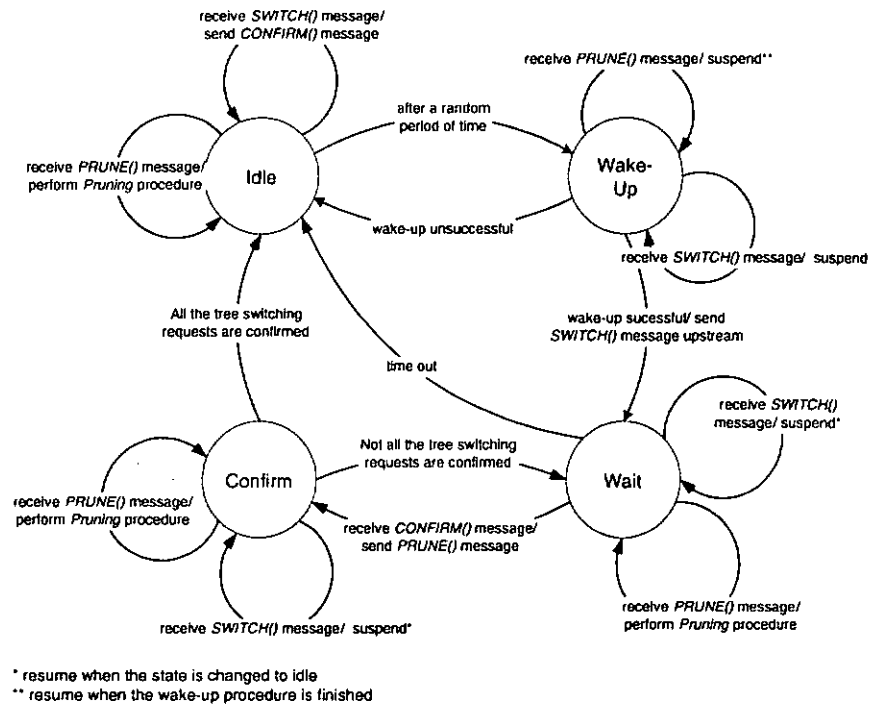 receive SWITCH() message/
send CONFIRM() message
receive PRUNE() message/ suspend**
after a random
period of time
receive PRUNE() message/
perform Pruning procedure
Idle
Wake-
Up
wake-up unsuccessful
receive SWITCH() message/ suspend
All the tree switching
requests are confirmed
wake-up sucessful/ send
SWITCH() message upstream
time out
receive SWITCH()
message/ suspend*
Not all the tree switching
requests are confirmed
Confirm
Wait
receive PRUNE() message/
perform Pruning procedure
receive CONFIRM() message/
send PRUNE() message
receive PRUNE() message/
perform Pruning procedure
receive SWITCH() message/ suspend*
* resume when the state is changed to idle
** resume when the wake-up procedure is finished